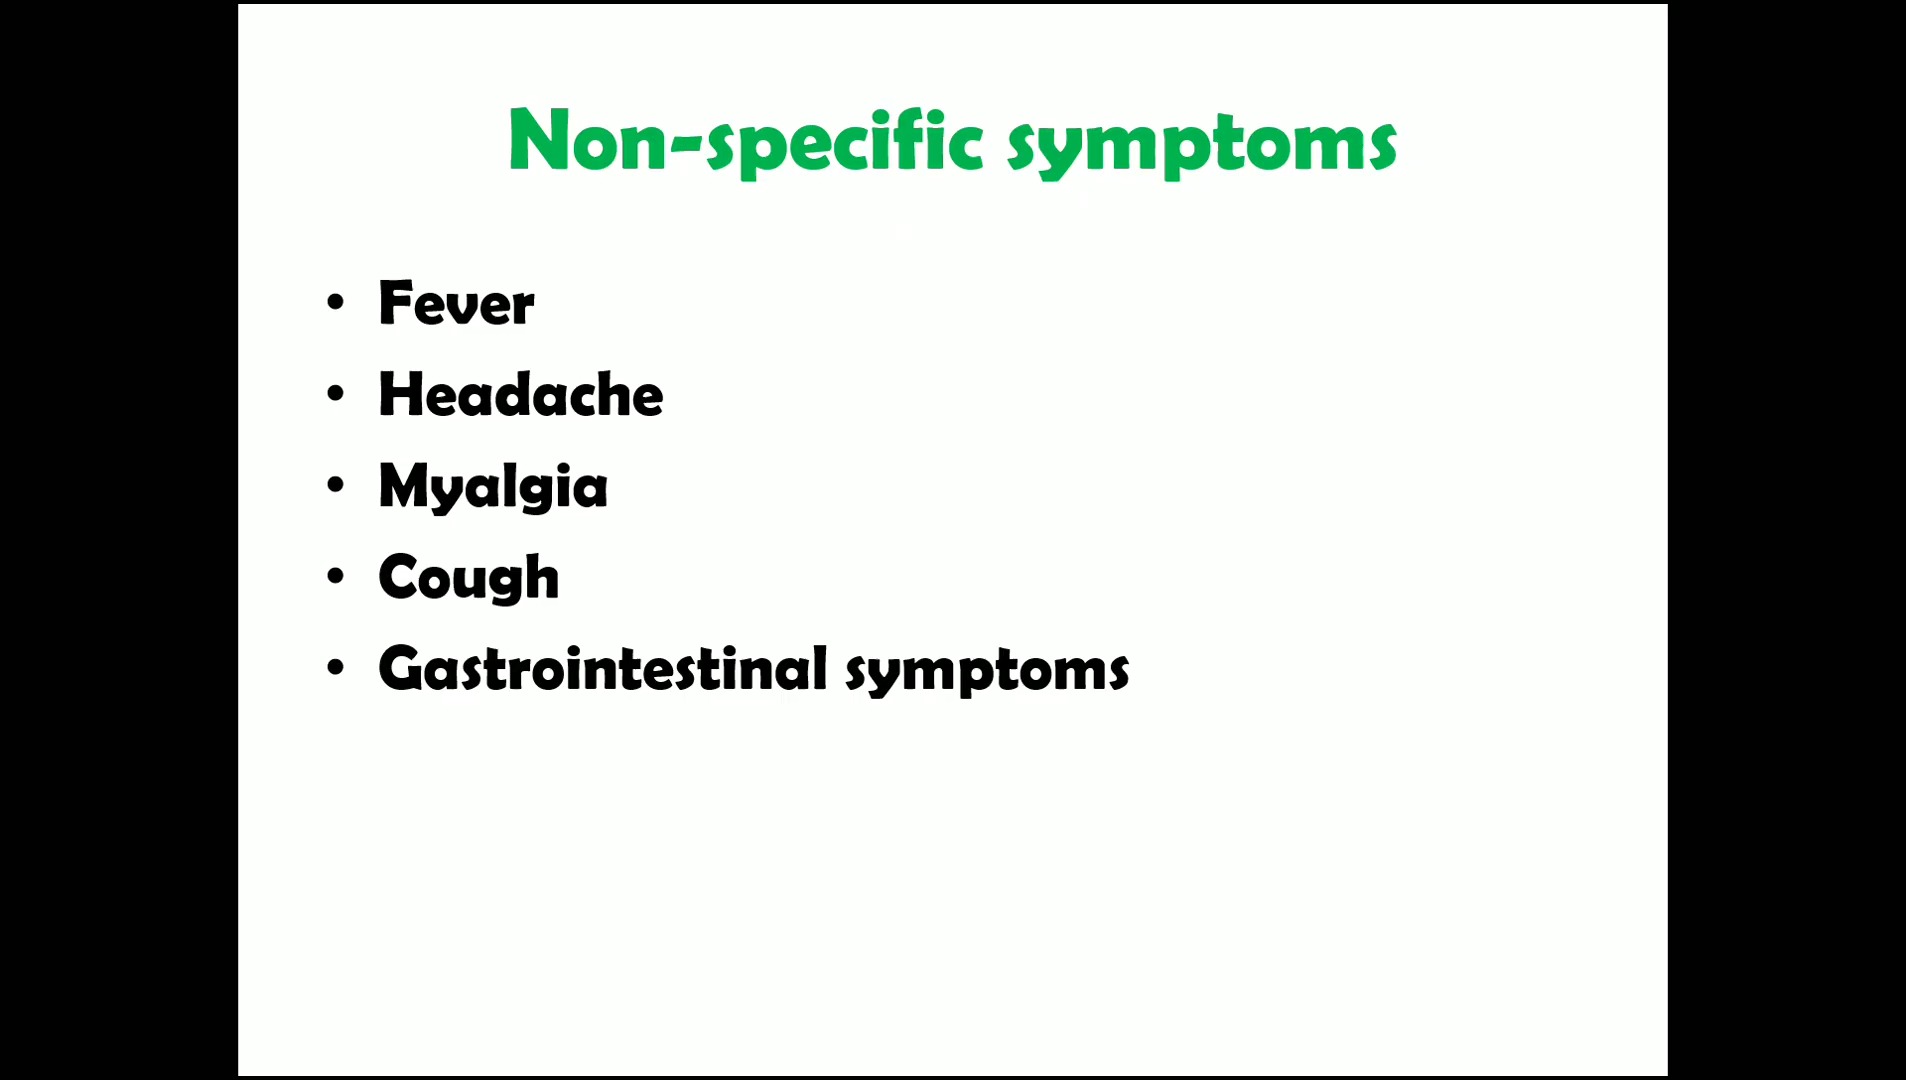 Non-specific symptoms
• Fever
• Headache
• Myalgia
• Cough
• Gastrointestinal symptoms